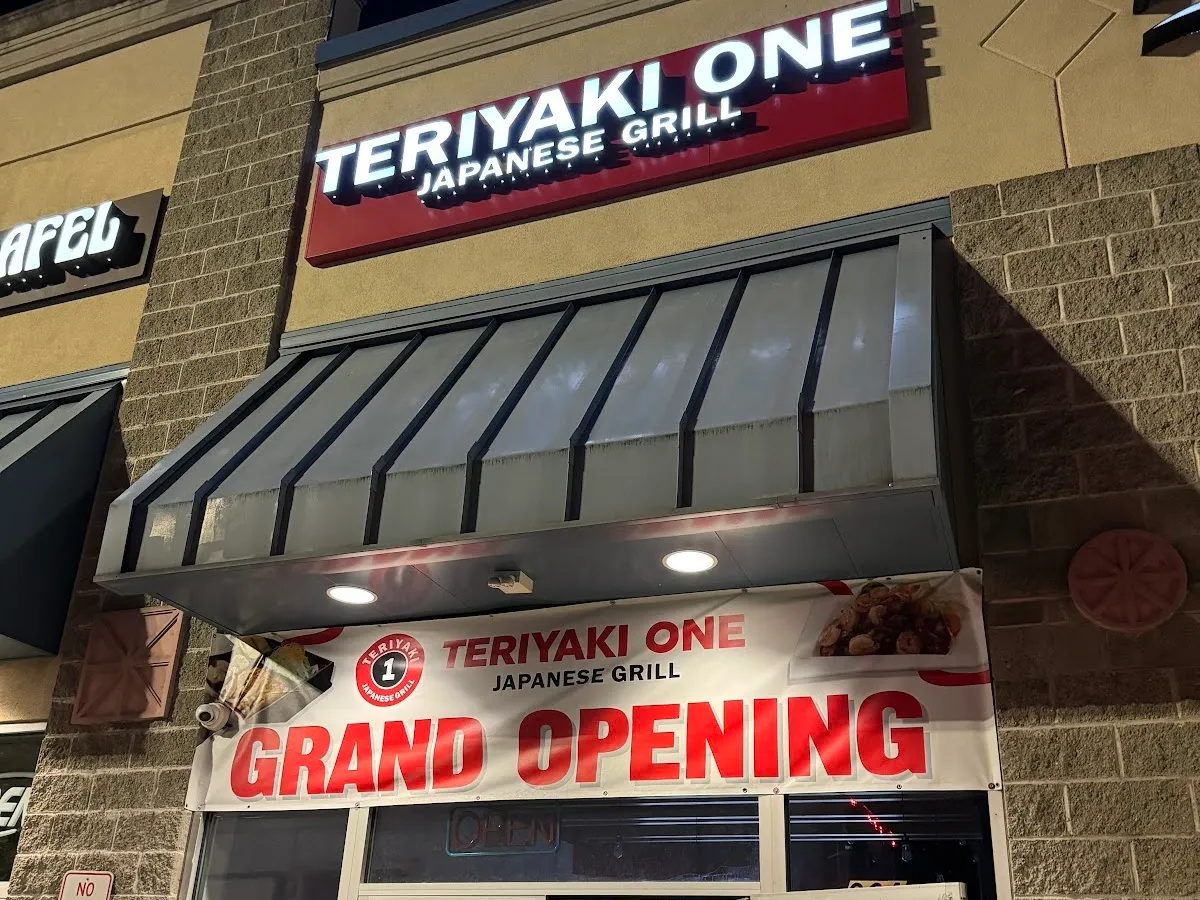 TERIYAKI ONE
JAPANESE GRILL
AFEL
TERIYAKI
1
JAPANESE GRILL
TERIYAKI ONE
JAPANESE GRILL
GRAND OPENING
OPEN
NO